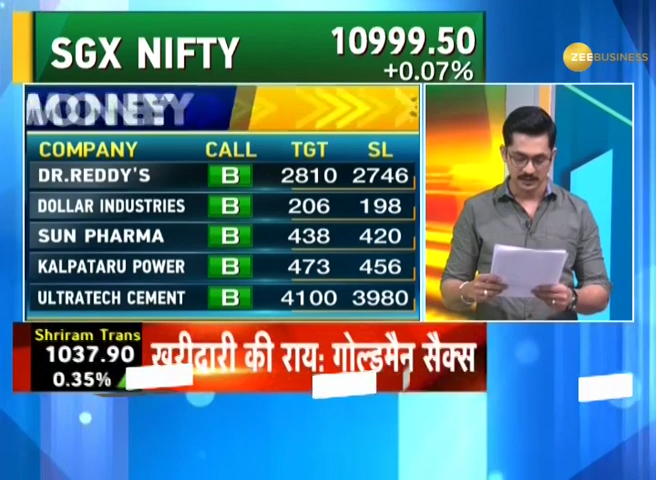 SGX NIFTY
10999.50
+0.07%
ZEE BUSINESS
MONEY
COMPANY CALL TGT SL
DR.REDDY'S B 2810 2746
DOLLAR INDUSTRIES B 206 198
SUN PHARMA B 438 420
KALPATARU POWER B 473 456
ULTRATECH CEMENT B 4100 3980
Shriram Trans
1037.90
0.35%
खरीदारी की राय: गोल्डमैन सैक्स